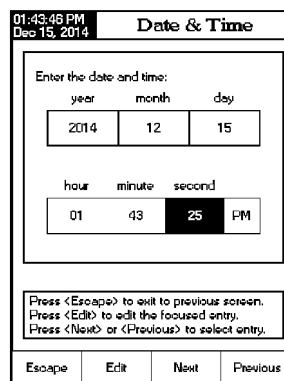 01:43:46 PM
Dec 15, 2014
Date & Time
Enter the date and time:
year month day
2014 12 15
hour minute second
01 43 25 PM
Press <Escape> to exit to previous screen.
Press <Edit> to edit the focused entry.
Press <Next> or <Previous> to select entry.
Escape Edit Next Previous